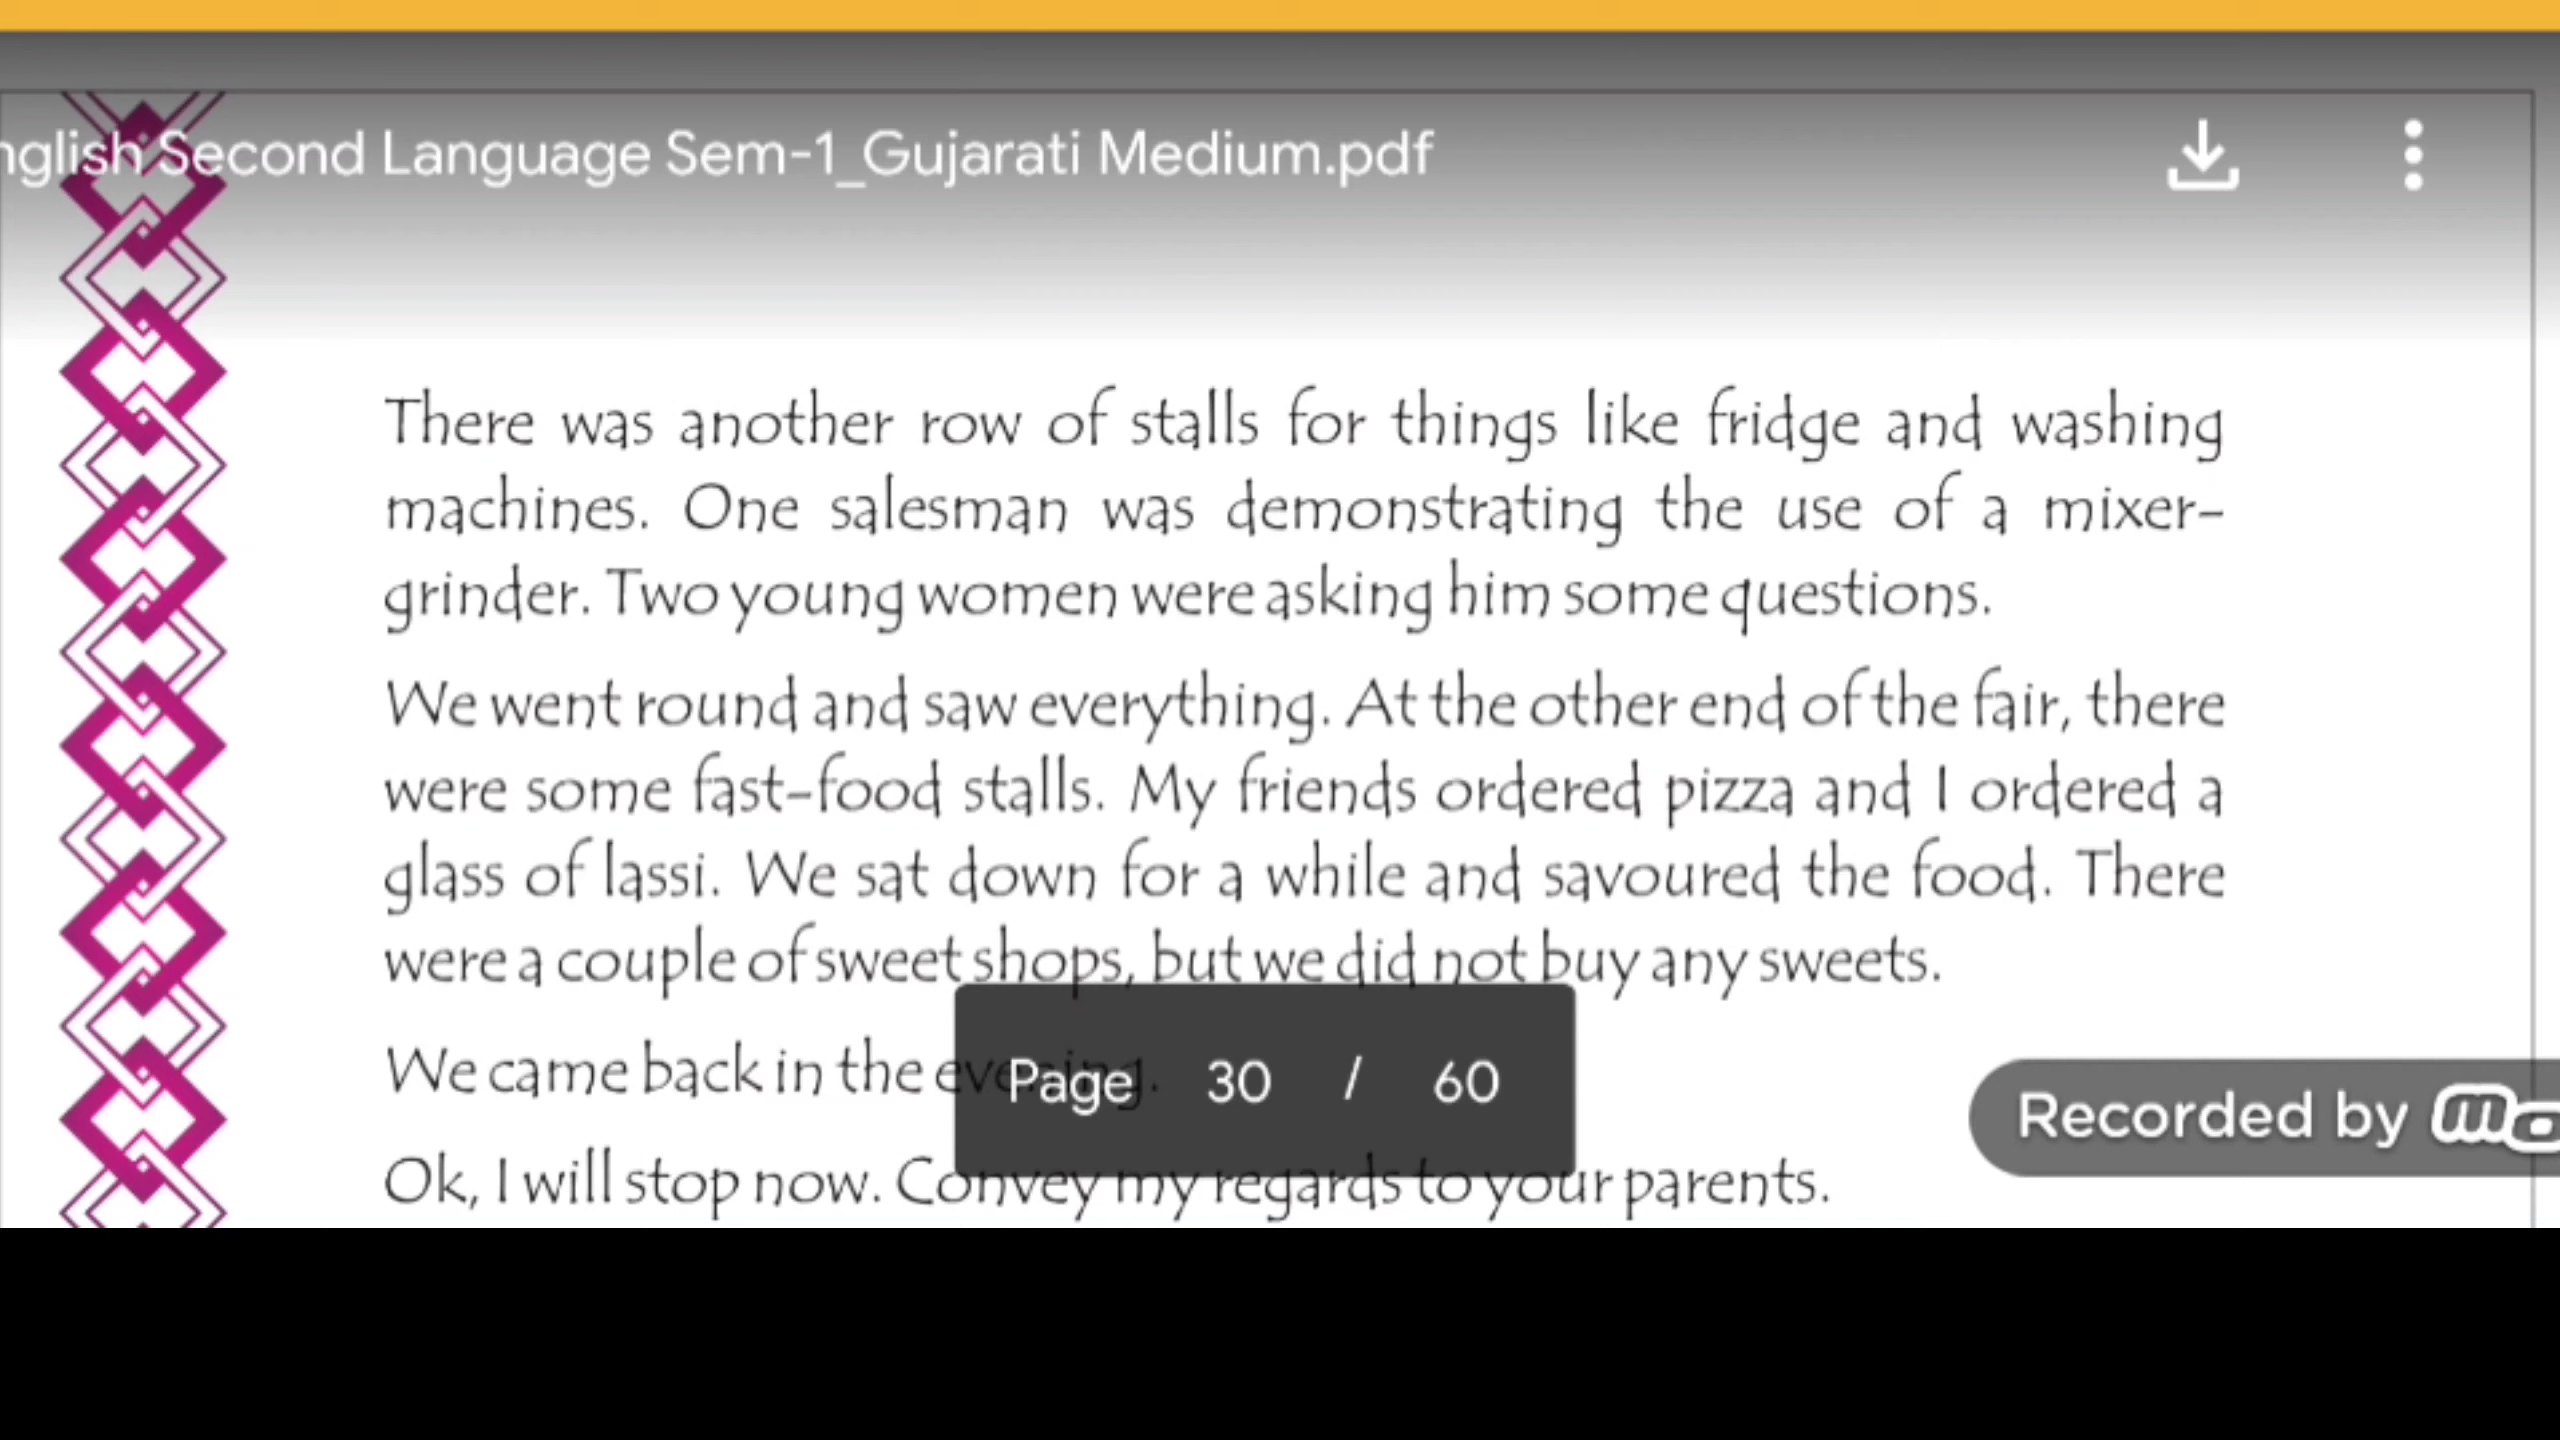 nglish Second Language Sem-1_Gujarati Medium.pdf
There was another row of stalls for things like fridge and washing
machines. One salesman was demonstrating the use of a mixer-
grinder. Two young women were asking him some questions.
We went round and saw everything. At the other end of the fair, there
were some fast-food stalls. My friends ordered pizza and I ordered a
glass of lassi. We sat down for a while and savoured the food. There
were a couple of sweet shops, but we did not buy any sweets.
We came back in the evening.
Page 30 / 60
Recorded by
Ok, I will stop now. Convey my regards to your parents.